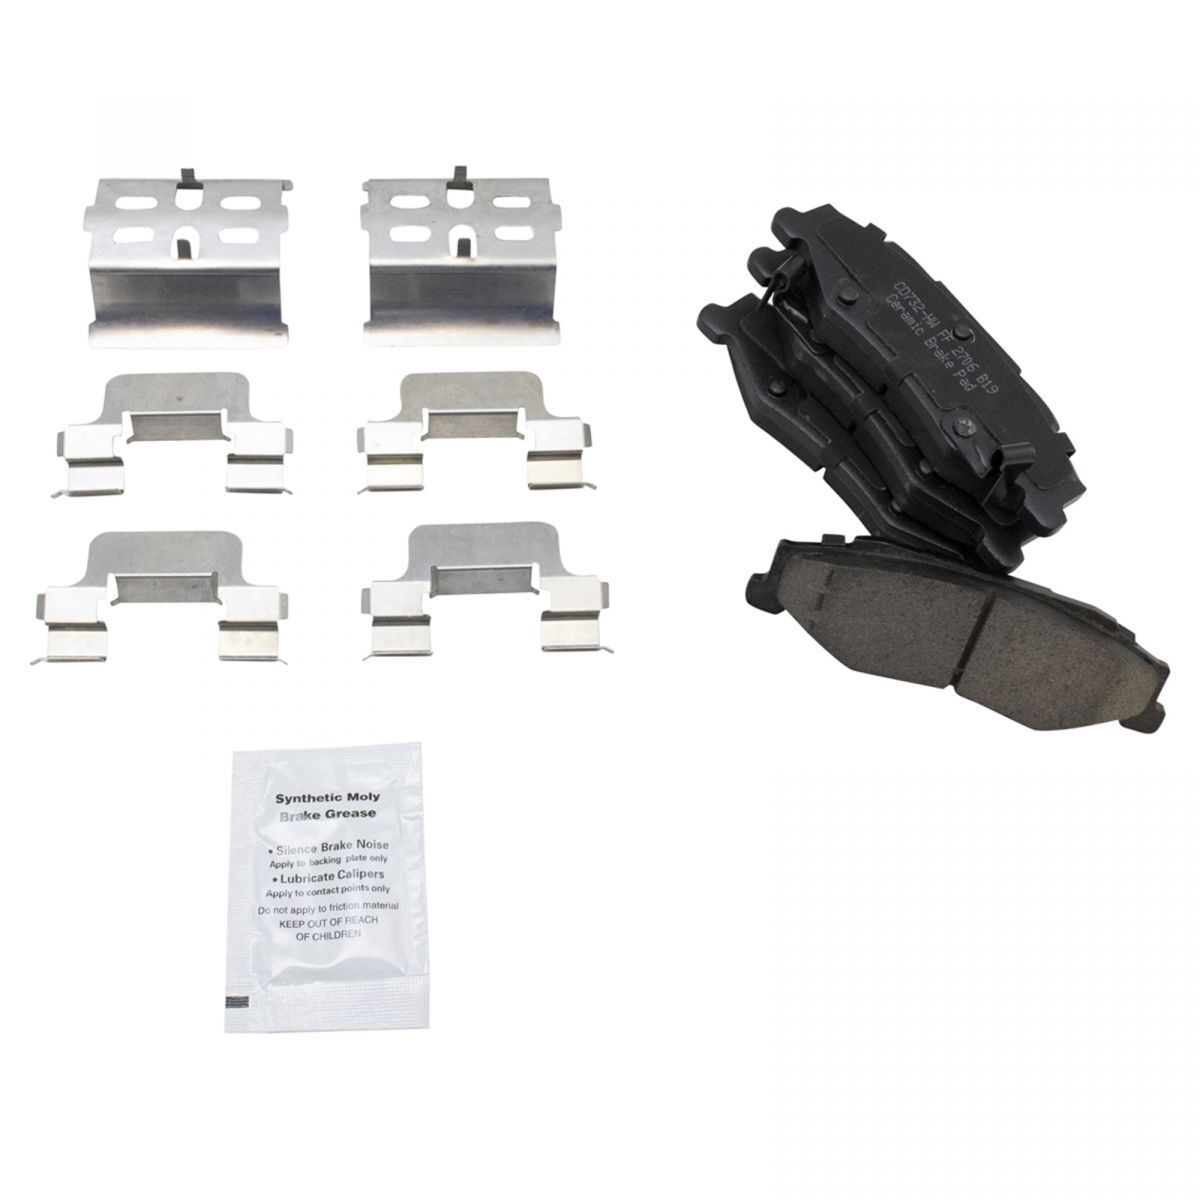 CD732-HW FF 2706 B19
Ceramic Brake Pad
Synthetic Moly
Brake Grease
• Silence Brake Noise
Apply to backing plate only
• Lubricate Calipers
Apply to contact points only
Do not apply to friction material
KEEP OUT OF REACH
OF CHILDREN